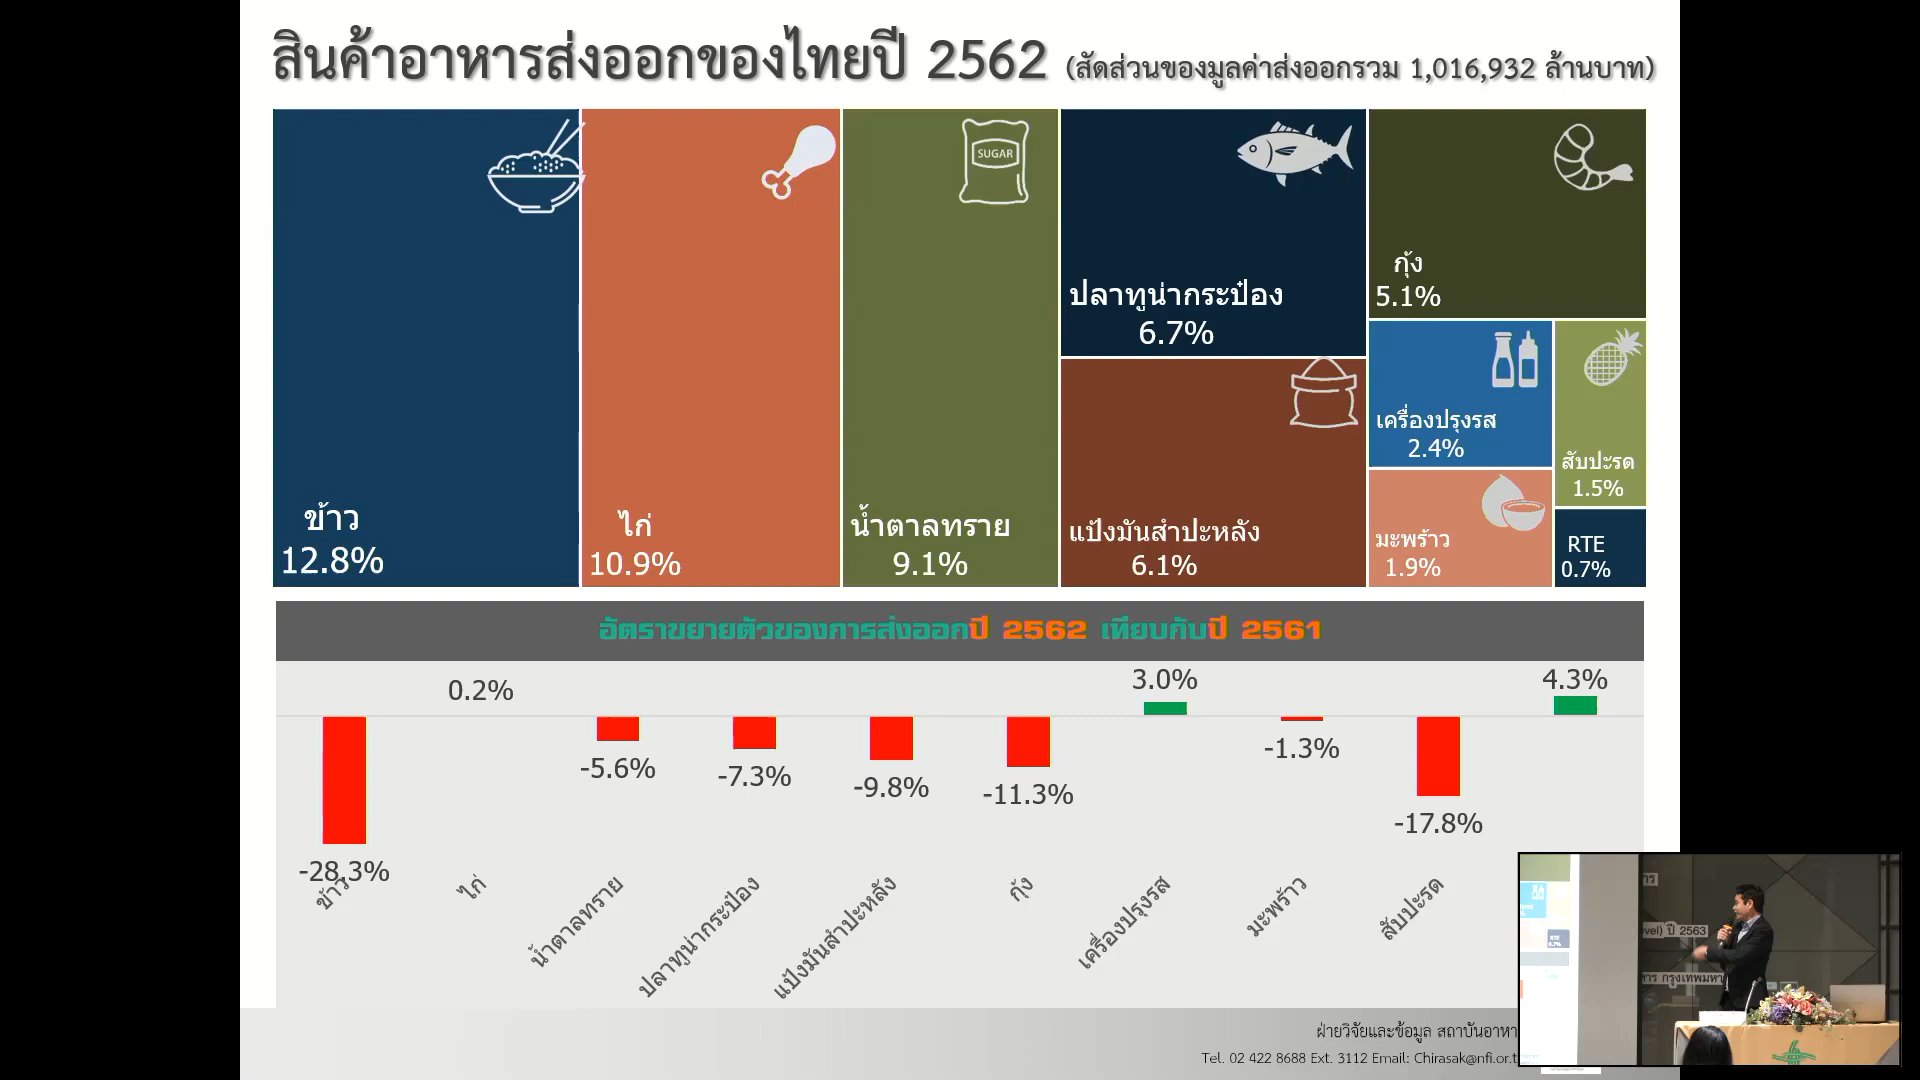 สินค้าอาหารส่งออกของไทยปี 2562 (สัดส่วนของมูลค่าส่งออกรวม 1,016,932 ล้านบาท)
ข้าว
12.8%
ไก่
10.9%
SUGAR
น้ำตาลทราย
9.1%
ปลาทูน่ากระป๋อง
6.7%
แป้งมันสำปะหลัง
6.1%
กุ้ง
5.1%
เครื่องปรุงรส
2.4%
สับปะรด
1.5%
มะพร้าว
1.9%
RTE
0.7%
อัตราขยายตัวของการส่งออกปี 2562 เทียบกับปี 2561
-28.3%
0.2%
-5.6%
-7.3%
-9.8%
-11.3%
3.0%
-1.3%
-17.8%
4.3%
ข้าว
ไก่
น้ำตาลทราย
ปลาทูน่ากระป๋อง
แป้งมันสำปะหลัง
กุ้ง
เครื่องปรุงรส
มะพร้าว
สับปะรด
ฝ่ายวิจัยและข้อมูล สถาบันอาหา
Tel. 02 422 8688 Ext. 3112 Email: Chirasak@nfi.or.t
vel) ปี 2563
าร กรุงเทพมหา